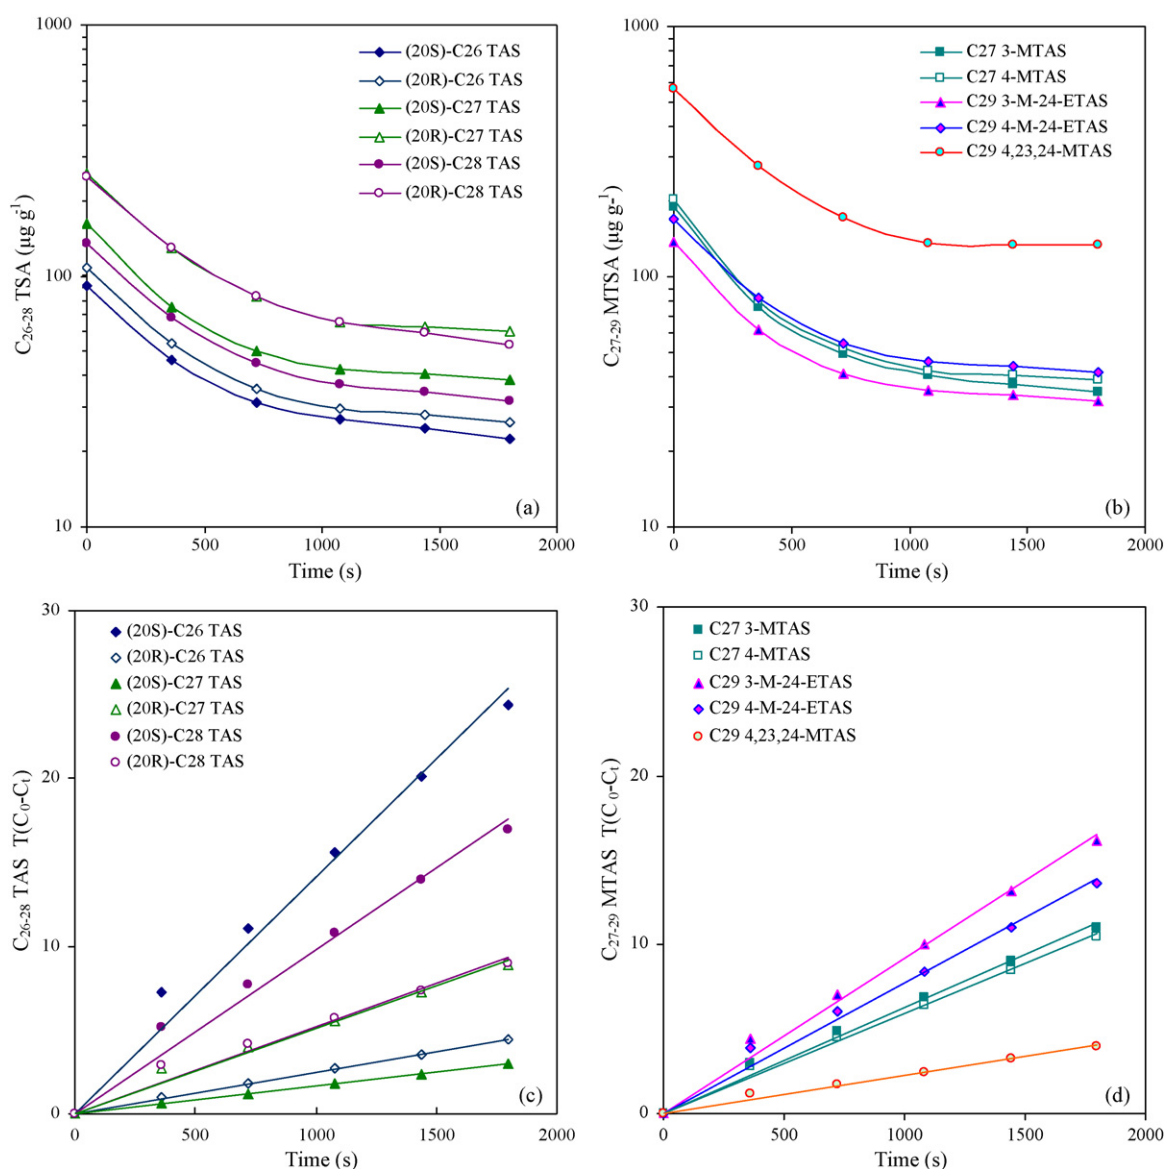 1000
100
10
0
500
1000
1500
2000
C26-28 TSA (µg g-1)
Time (s)
(20S)-C26 TAS
(20R)-C26 TAS
(20S)-C27 TAS
(20R)-C27 TAS
(20S)-C28 TAS
(20R)-C28 TAS
(a)
1000
100
10
0
500
1000
1500
2000
C27-29 MTSA (µg g-1)
Time (s)
C27 3-MTAS
C27 4-MTAS
C29 3-M-24-ETAS
C29 4-M-24-ETAS
C29 4,23,24-MTAS
(b)
30
20
10
0
0
500
1000
1500
2000
C26-28 TAS T(C0-Ct)
Time (s)
(20S)-C26 TAS
(20R)-C26 TAS
(20S)-C27 TAS
(20R)-C27 TAS
(20S)-C28 TAS
(20R)-C28 TAS
(c)
30
20
10
0
0
500
1000
1500
2000
C27-29 MTAS T(C0-Ct)
Time (s)
C27 3-MTAS
C27 4-MTAS
C29 3-M-24-ETAS
C29 4-M-24-ETAS
C29 4,23,24-MTAS
(d)